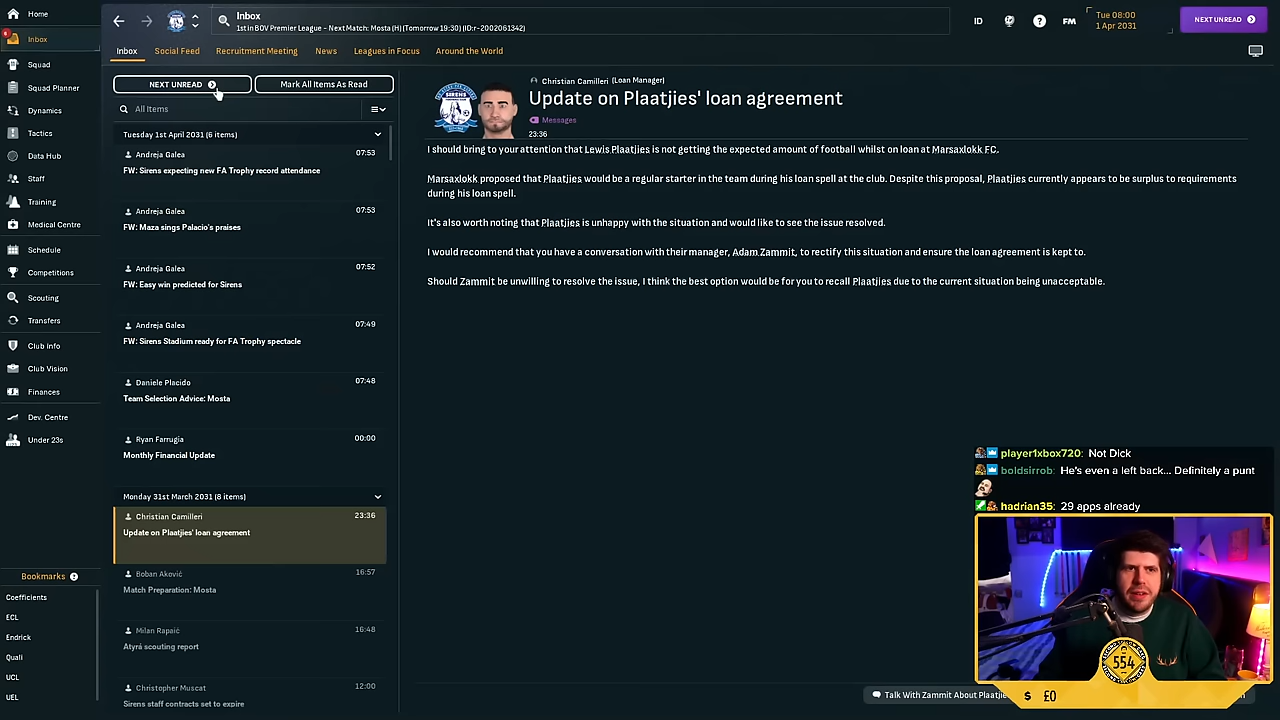 Home
6
Inbox
Squad
Squad Planner
Dynamics
Tactics
Data Hub
Staff
Training
Medical Centre
Schedule
Competitions
Scouting
Transfers
Club Info
Club Vision
Finances
Dev. Centre
Under 23s
Bookmarks
Coefficients
ECL
Endrick
Quali
UCL
UEL
Inbox
1st in BOV Premier League - Next Match: Mosta (H) (Tomorrow 19:30) (ID:r-2002061342)
ID
?
FM
Tue 08:00
1 Apr 2031
NEXT UNREAD
Inbox
Social Feed
Recruitment Meeting
News
Leagues in Focus
Around the World
NEXT UNREAD
Mark All Items As Read
All Items
Tuesday 1st April 2031 (6 items)
Andreja Galea 07:53
FW: Sirens expecting new FA Trophy record attendance
Andreja Galea 07:53
FW: Maza sings Palacio's praises
Andreja Galea 07:52
FW: Easy win predicted for Sirens
Andreja Galea 07:49
FW: Sirens Stadium ready for FA Trophy spectacle
Daniele Placido 07:48
Team Selection Advice: Mosta
Ryan Farrugia 00:00
Monthly Financial Update
Monday 31st March 2031 (8 items)
Christian Camilleri 23:36
Update on Plaatjies' loan agreement
Boban Aković 16:57
Match Preparation: Mosta
Milan Rapaić 16:48
Atyrá scouting report
Christopher Muscat 12:00
Sirens staff contracts set to expire
SIRENS
Christian Camilleri (Loan Manager)
Update on Plaatjies' loan agreement
Messages
23:36
I should bring to your attention that Lewis Plaatjies is not getting the expected amount of football whilst on loan at Marsaxlokk FC.
Marsaxlokk proposed that Plaatjies would be a regular starter in the team during his loan spell at the club. Despite this proposal, Plaatjies currently appears to be surplus to requirements
during his loan spell.
It's also worth noting that Plaatjies is unhappy with the situation and would like to see the issue resolved.
I would recommend that you have a conversation with their manager, Adam Zammit, to rectify this situation and ensure the loan agreement is kept to.
Should Zammit be unwilling to resolve the issue, I think the best option would be for you to recall Plaatjies due to the current situation being unacceptable.
player1xbox720: Not Dick
boldsirrob: He's even a left back... Definitely a punt
hadrian35: 29 apps already
554
Talk With Zammit About Plaatjie
$ £0